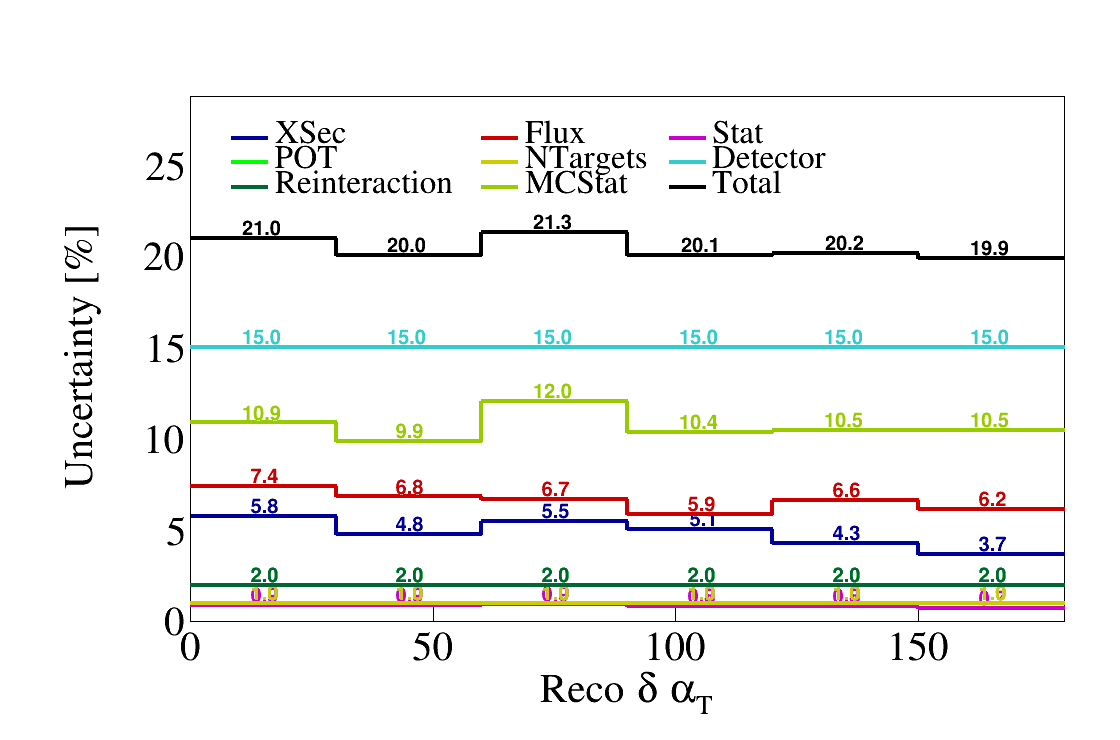 XSec Flux Stat
POT NTargets Detector
Reinteraction MCStat Total
25
20
15
10
5
0
Uncertainty [%]
21.0 20.0 21.3 20.1 20.2 19.9
15.0 15.0 15.0 15.0 15.0 15.0
10.9 9.9 12.0 10.4 10.5 10.5
7.4 6.8 6.7 5.9 6.6 6.2
5.8 4.8 5.5 5.1 4.3 3.7
2.0 2.0 2.0 2.0 2.0 2.0
0 50 100 150
Reco δ αT